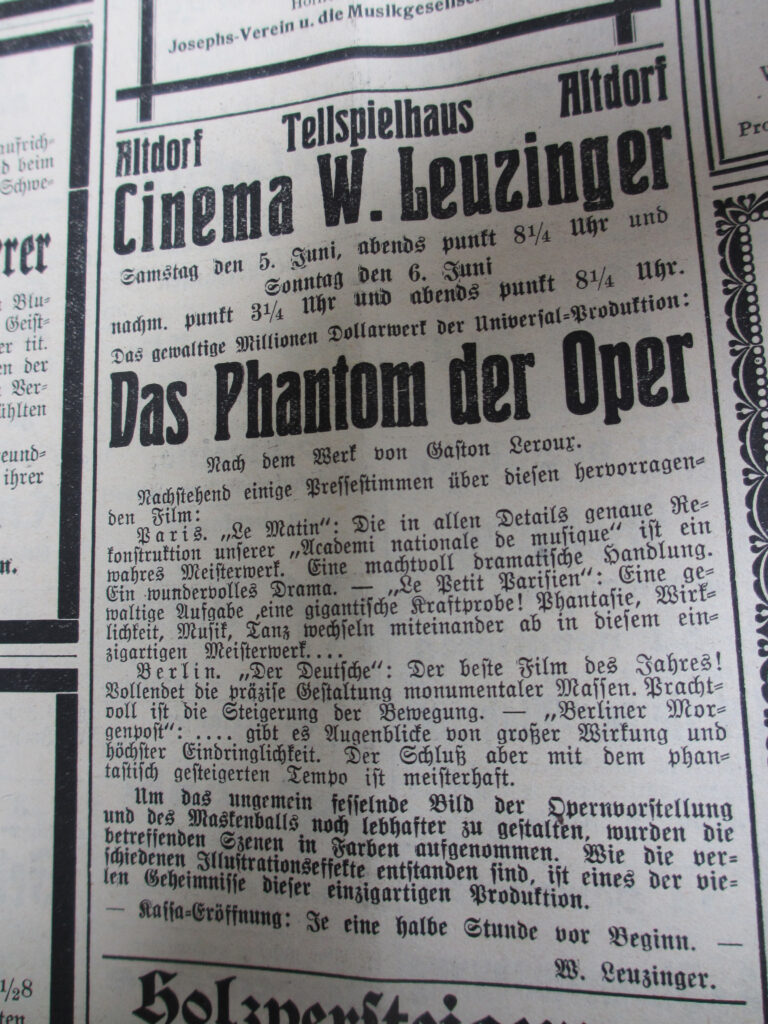 Josephs-Verein u. die Musikgesellsch
Altdorf Tellspielhaus Altdorf
Cinema W. Leuzinger
Samstag den 5. Juni, abends punkt 8¼ Uhr und
Sonntag den 6. Juni
nachm. punkt 3¼ Uhr und abends punkt 8¼ Uhr.
Das gewaltige Millionen Dollarwerk der Universal-Produktion:
Das Phantom der Oper
Nach dem Werk von Gaston Leroux.
Nachstehend einige Pressestimmen über diesen hervorragen-
den Film:
Paris. „Le Matin": Die in allen Details genaue Re-
konstruktion unserer „Academi nationale de musique" ist ein
wahres Meisterwerk. Eine machtvoll dramatische Handlung.
Ein wundervolles Drama. — „Le Petit Parisien": Eine ge-
waltige Aufgabe ,eine gigantische Kraftprobe! Phantasie, Wirk-
lichkeit, Musik, Tanz wechseln miteinander ab in diesem ein-
zigartigen Meisterwerk....
Berlin. „Der Deutsche": Der beste Film des Jahres!
Vollendet die präzise Gestaltung monumentaler Massen. Pracht-
voll ist die Steigerung der Bewegung. — „Berliner Mor-
genpost": .... gibt es Augenblicke von großer Wirkung und
höchster Eindringlichkeit. Der Schluß aber mit dem phan-
tastisch gesteigerten Tempo ist meisterhaft.
Um das ungemein fesselnde Bild der Opernvorstellung
und des Maskenballs noch lebhafter zu gestalten, wurden die
betreffenden Szenen in Farben aufgenommen. Wie die ver-
schiedenen Illustrationseffekte entstanden sind, ist eines der vie-
len Geheimnisse dieser einzigartigen Produktion.
— Kassa-Eröffnung: Je eine halbe Stunde vor Beginn. —
W. Leuzinger.
Holzversteigerung